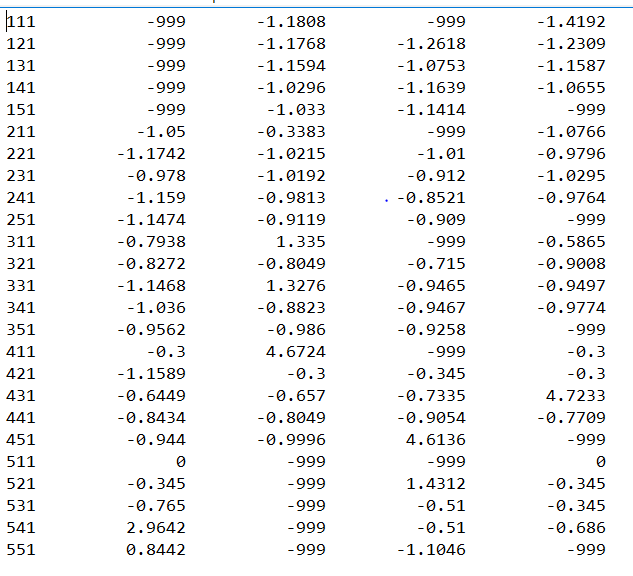 111 -999 -1.1808 -999 -1.4192
121 -999 -1.1768 -1.2618 -1.2309
131 -999 -1.1594 -1.0753 -1.1587
141 -999 -1.0296 -1.1639 -1.0655
151 -999 -1.033 -1.1414 -999
211 -1.05 -0.3383 -999 -1.0766
221 -1.1742 -1.0215 -1.01 -0.9796
231 -0.978 -1.0192 -0.912 -1.0295
241 -1.159 -0.9813 -0.8521 -0.9764
251 -1.1474 -0.9119 -0.909 -999
311 -0.7938 1.335 -999 -0.5865
321 -0.8272 -0.8049 -0.715 -0.9008
331 -1.1468 1.3276 -0.9465 -0.9497
341 -1.036 -0.8823 -0.9467 -0.9774
351 -0.9562 -0.986 -0.9258 -999
411 -0.3 4.6724 -999 -0.3
421 -1.1589 -0.3 -0.345 -0.3
431 -0.6449 -0.657 -0.7335 4.7233
441 -0.8434 -0.8049 -0.9054 -0.7709
451 -0.944 -0.9996 4.6136 -999
511 0 -999 -999 0
521 -0.345 -999 1.4312 -0.345
531 -0.765 -999 -0.51 -0.345
541 2.9642 -999 -0.51 -0.686
551 0.8442 -999 -1.1046 -999